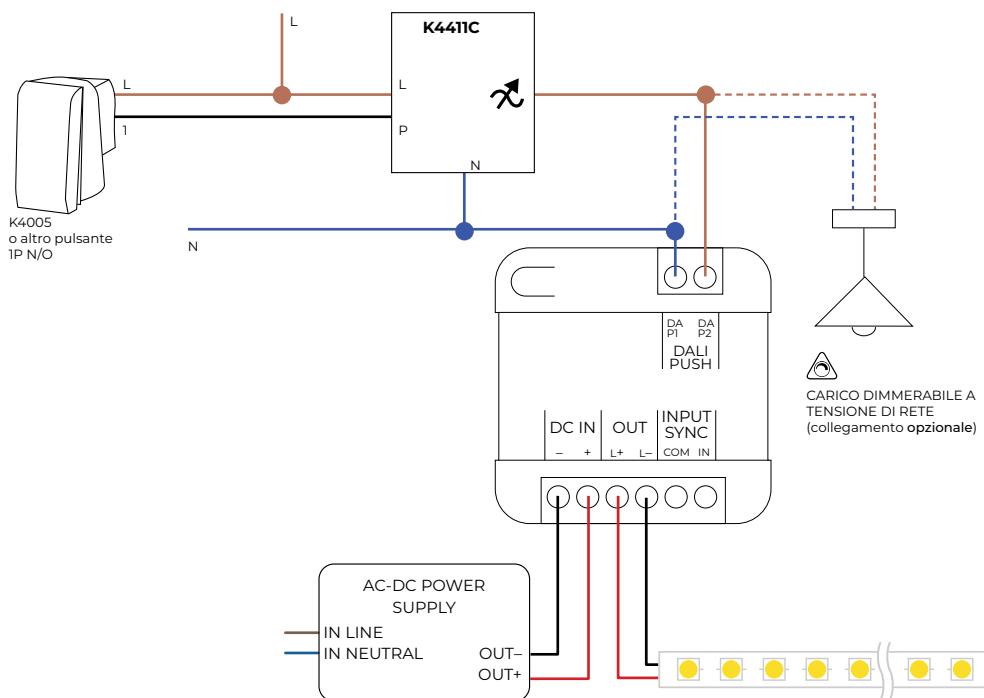 L
K4411C
L
L
1
P
N
K4005
o altro pulsante
1P N/O
N
DA DA
P1 P2
DALI
PUSH
CARICO DIMMERABILE A
TENSIONE DI RETE
(collegamento opzionale)
DC IN OUT INPUT
SYNC
– + L+ L– COM IN
AC-DC POWER
SUPPLY
IN LINE
IN NEUTRAL
OUT–
OUT+